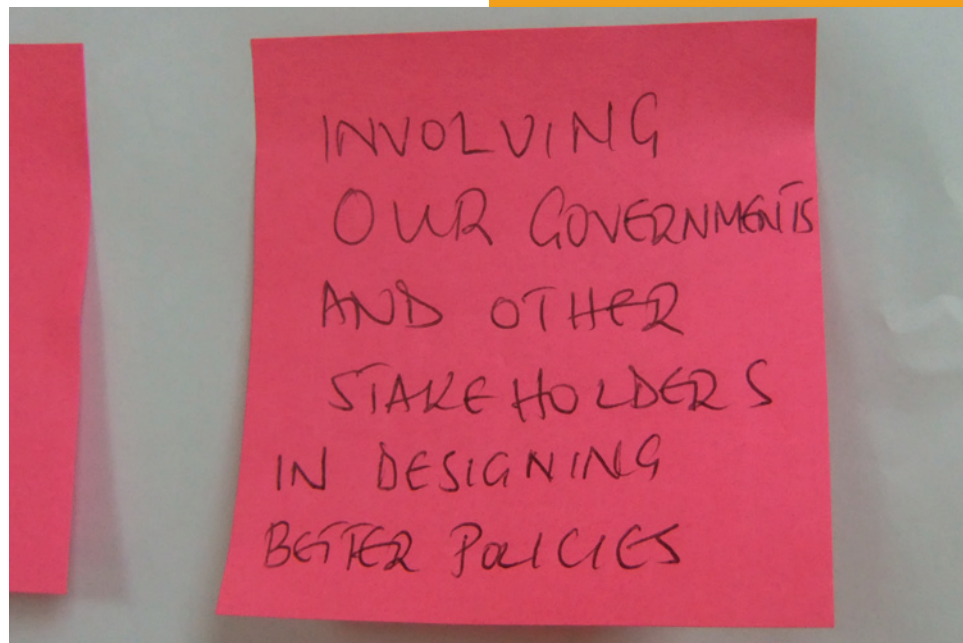 INVOLVING
OUR GOVERNMENTS
AND OTHER
STAKEHOLDERS
IN DESIGNING
BETTER POLICIES